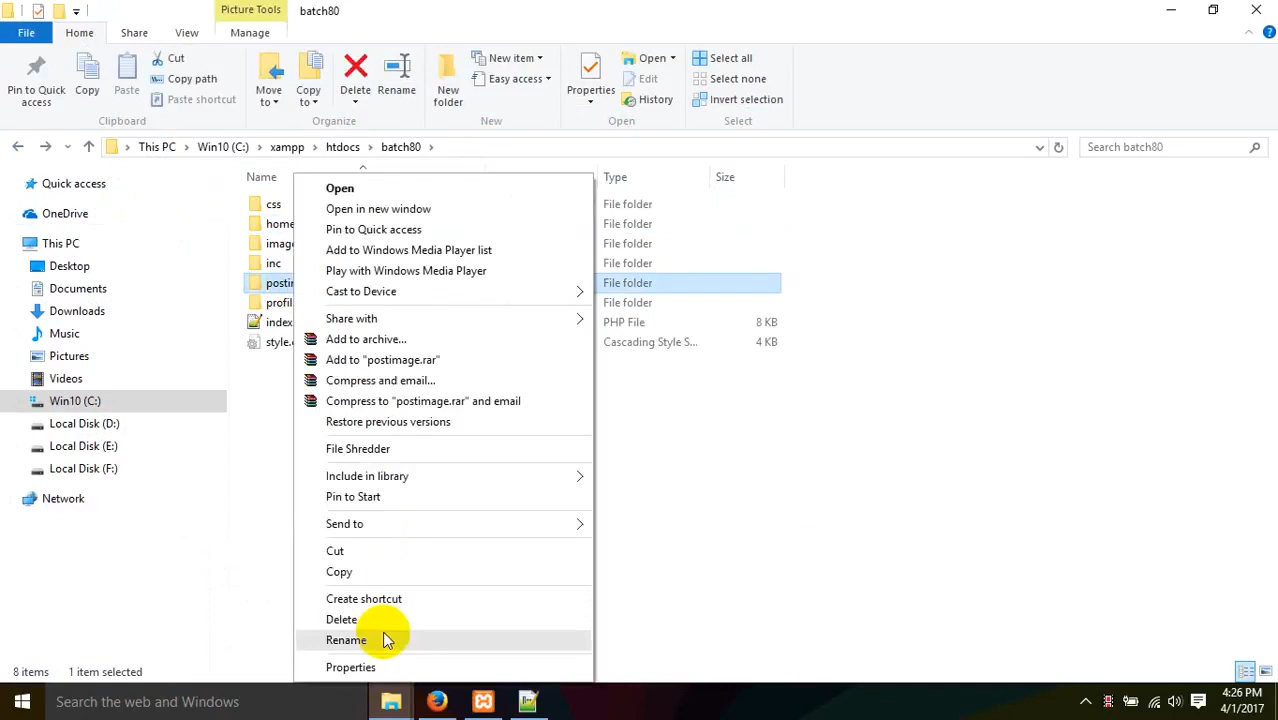 Picture Tools
batch80
File
Home
Share
View
Manage
Pin to Quick access
Copy
Paste
Cut
Copy path
Paste shortcut
Clipboard
Move to
Copy to
Delete
Rename
Organize
New folder
New item
Easy access
New
Properties
Open
Edit
History
Open
Select all
Select none
Invert selection
Select
This PC
Win10 (C:)
xampp
htdocs
batch80
Search batch80
Quick access
OneDrive
This PC
Desktop
Documents
Downloads
Music
Pictures
Videos
Win10 (C:)
Local Disk (D:)
Local Disk (E:)
Local Disk (F:)
Network
Name
Type
Size
css
File folder
home
File folder
image
File folder
inc
File folder
postin
File folder
profil
File folder
index
PHP File
8 KB
style.c
Cascading Style S...
4 KB
Open
Open in new window
Pin to Quick access
Add to Windows Media Player list
Play with Windows Media Player
Cast to Device
Share with
Add to archive...
Add to "postimage.rar"
Compress and email...
Compress to "postimage.rar" and email
Restore previous versions
File Shredder
Include in library
Pin to Start
Send to
Cut
Copy
Create shortcut
Delete
Rename
Properties
8 items
1 item selected
Search the web and Windows
4:26 PM
4/1/2017